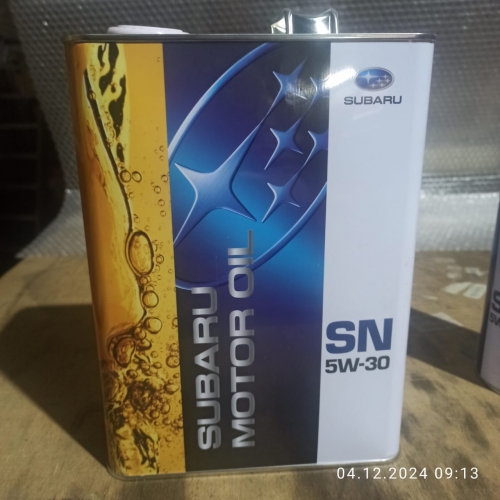 SUBARU
SUBARU
MOTOR OIL
SN
5W-30
04.12.2024 09:13